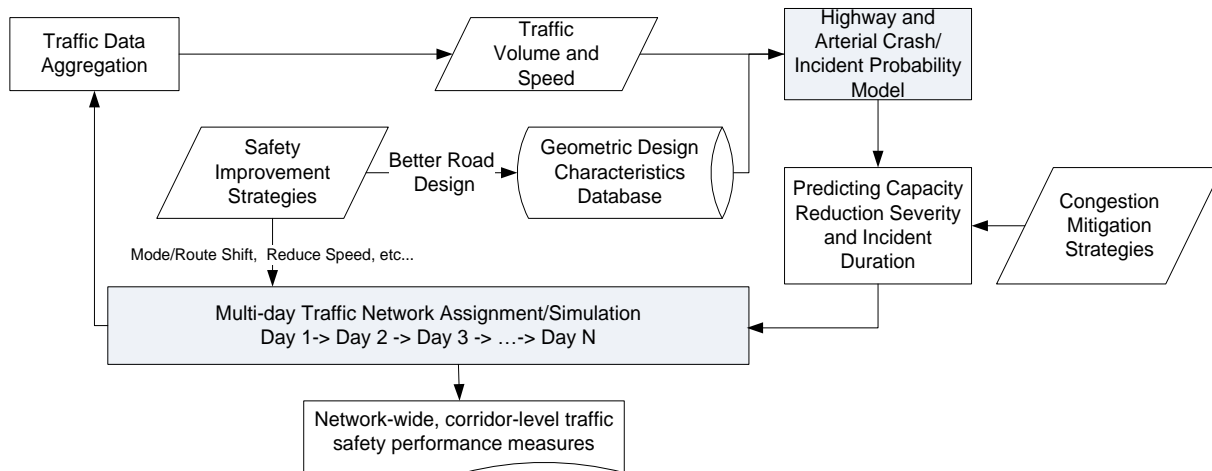 Traffic Data
Aggregation
Traffic
Volume and
Speed
Highway and
Arterial Crash/
Incident Probability
Model
Safety
Improvement
Strategies
Better Road
Design
Geometric Design
Characteristics
Database
Predicting Capacity
Reduction Severity
and Incident
Duration
Congestion
Mitigation
Strategies
Mode/Route Shift, Reduce Speed, etc...
Multi-day Traffic Network Assignment/Simulation
Day 1-> Day 2 -> Day 3 -> …-> Day N
Network-wide, corridor-level traffic
safety performance measures